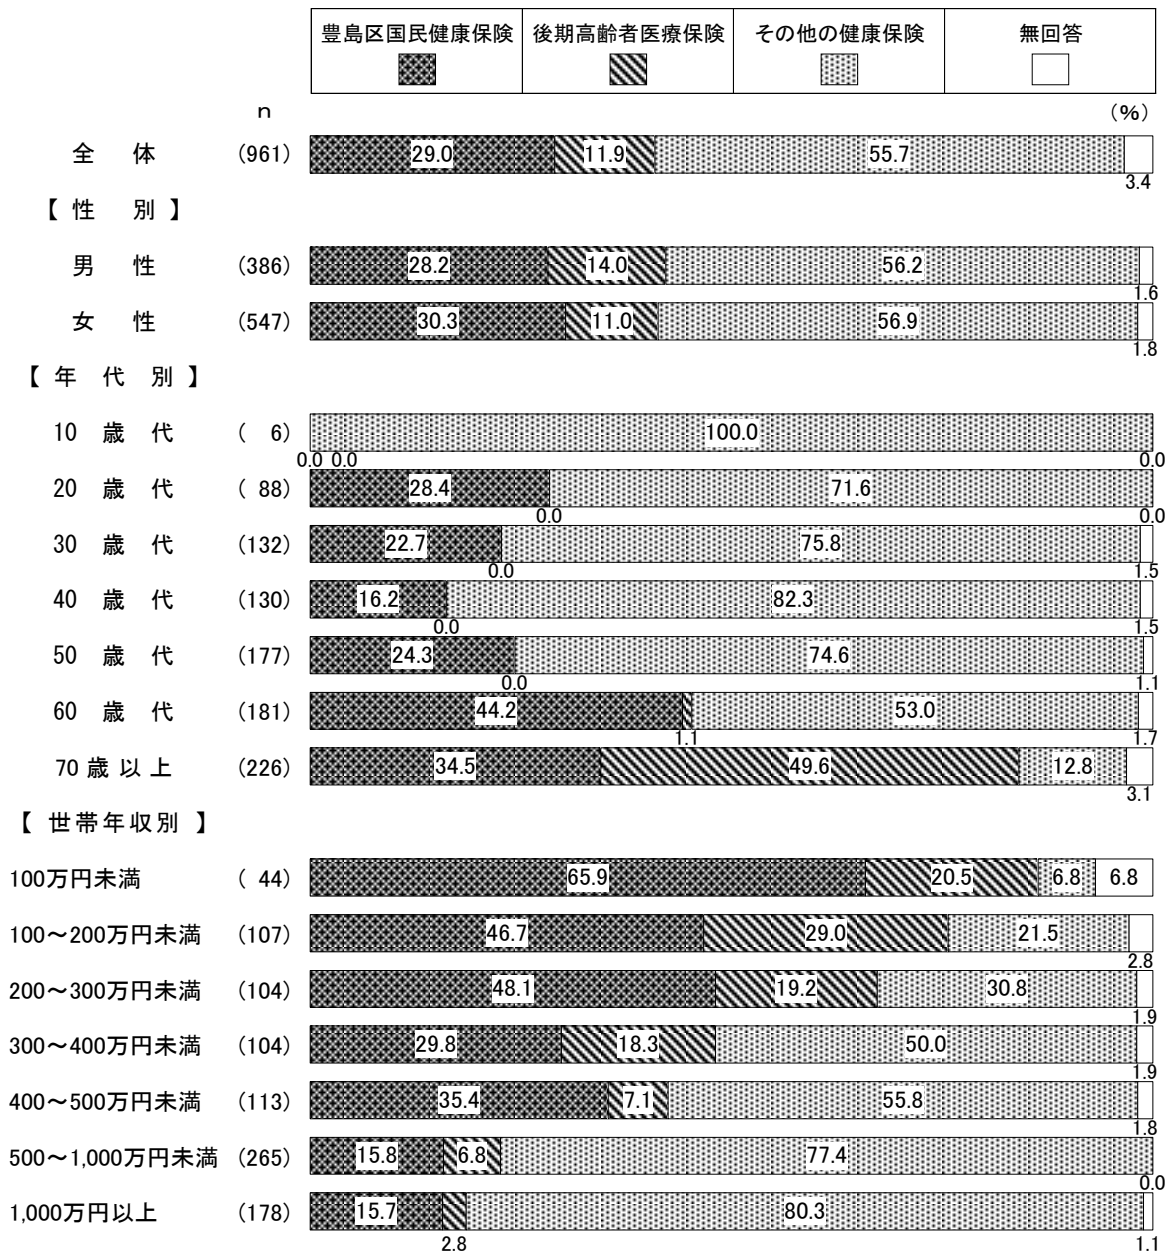 豊島区国民健康保険 後期高齢者医療保険 その他の健康保険 無回答
n (%)
全 体 (961) 29.0 11.9 55.7
3.4
【 性 別 】
男 性 (386) 28.2 14.0 56.2
1.6
女 性 (547) 30.3 11.0 56.9
1.8
【 年 代 別 】
10 歳 代 ( 6) 100.0
0.0 0.0 0.0
20 歳 代 ( 88) 28.4 71.6
0.0 0.0
30 歳 代 (132) 22.7 75.8
0.0 1.5
40 歳 代 (130) 16.2 82.3
0.0 1.5
50 歳 代 (177) 24.3 74.6
0.0 1.1
60 歳 代 (181) 44.2 53.0
1.1 1.7
70 歳 以 上 (226) 34.5 49.6 12.8
3.1
【 世帯年収別 】
100万円未満 ( 44) 65.9 20.5 6.8 6.8
100～200万円未満 (107) 46.7 29.0 21.5
2.8
200～300万円未満 (104) 48.1 19.2 30.8
1.9
300～400万円未満 (104) 29.8 18.3 50.0
1.9
400～500万円未満 (113) 35.4 7.1 55.8
1.8
500～1,000万円未満 (265) 15.8 6.8 77.4
0.0
1,000万円以上 (178) 15.7 80.3
2.8 1.1